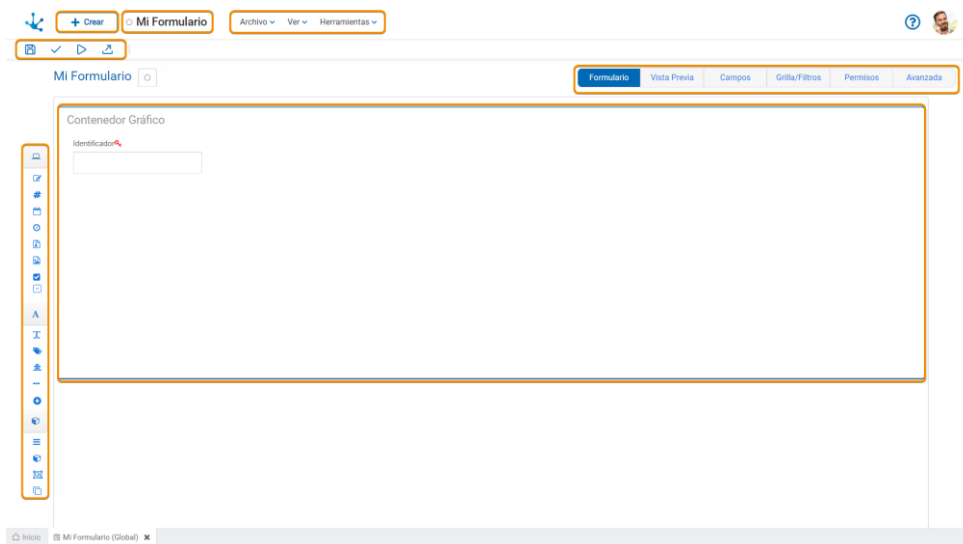 Crear
Mi Formulario
Archivo Ver Herramientas
Mi Formulario
Formulario Vista Previa Campos Grilla/Filtros Permisos Avanzada
Contenedor Gráfico
Identificador
Inicio Mi Formulario (Global)